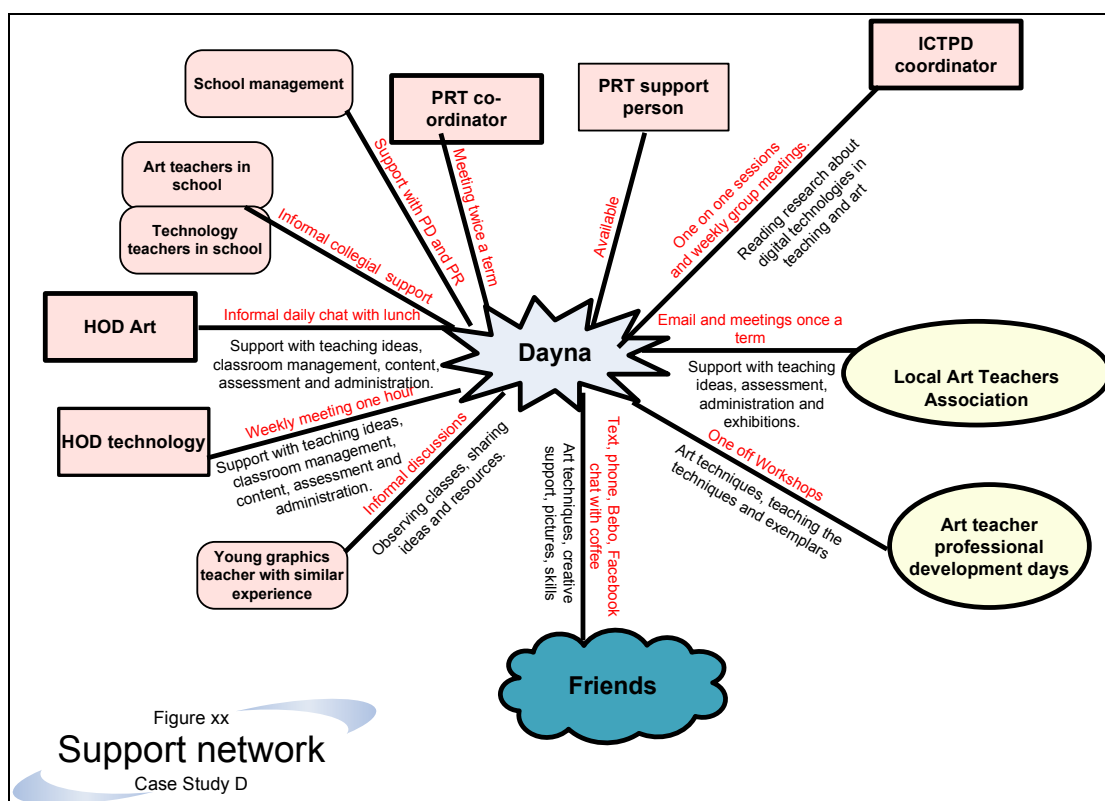 School management
PRT co-
ordinator
PRT support
person
ICTPD
coordinator
Art teachers in
school
Technology
teachers in school
HOD Art
HOD technology
Young graphics
teacher with similar
experience
Support with PD and PR
Meeting twice a term
Available
One on one sessions
and weekly group meetings.
Reading research about
digital technologies in
teaching and art
Informal collegial support
Informal daily chat with lunch
Support with teaching ideas,
classroom management, content,
assessment and administration.
Weekly meeting one hour
Support with teaching ideas,
classroom management,
content, assessment and
administration.
Informal discussions
Observing classes, sharing
ideas and resources.
Dayna
Email and meetings once a
term
Support with teaching
ideas, assessment,
administration and
exhibitions.
Local Art Teachers
Association
One off Workshops
Art techniques, teaching the
techniques and exemplars
Art teacher
professional
development days
Text, phone, Bebo, Facebook
chat with coffee
Art techniques, creative
support, pictures, skills
Friends
Figure xx
Support network
Case Study D